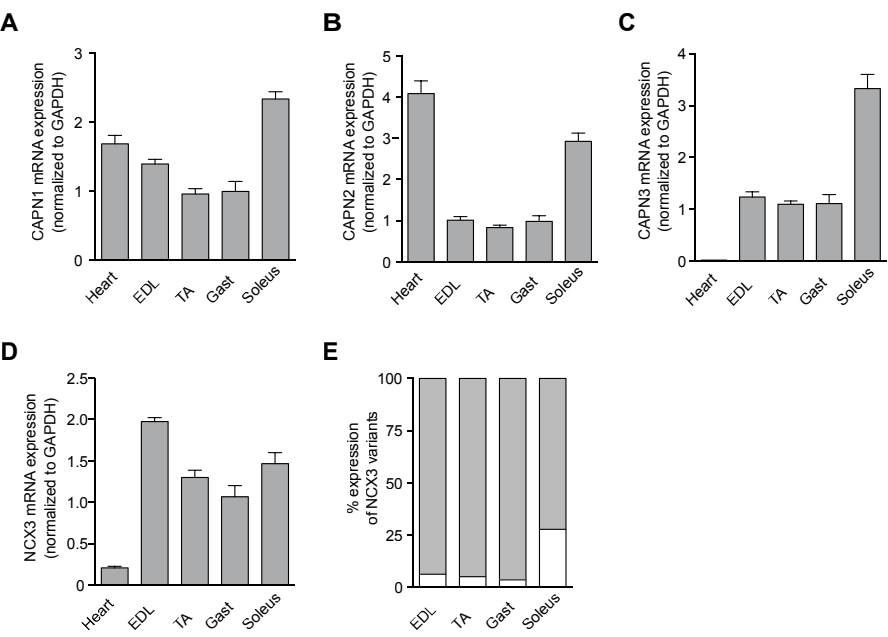 A
CAPN1 mRNA expression
(normalized to GAPDH)
3
2
1
0
Heart
EDL
TA
Gast
Soleus
B
CAPN2 mRNA expression
(normalized to GAPDH)
5
4
3
2
1
0
Heart
EDL
TA
Gast
Soleus
C
CAPN3 mRNA expression
(normalized to GAPDH)
4
3
2
1
0
Heart
EDL
TA
Gast
Soleus
D
NCX3 mRNA expression
(normalized to GAPDH)
2.5
2.0
1.5
1.0
0.5
0
Heart
EDL
TA
Gast
Soleus
E
% expression
of NCX3 variants
100
75
50
25
0
EDL
TA
Gast
Soleus